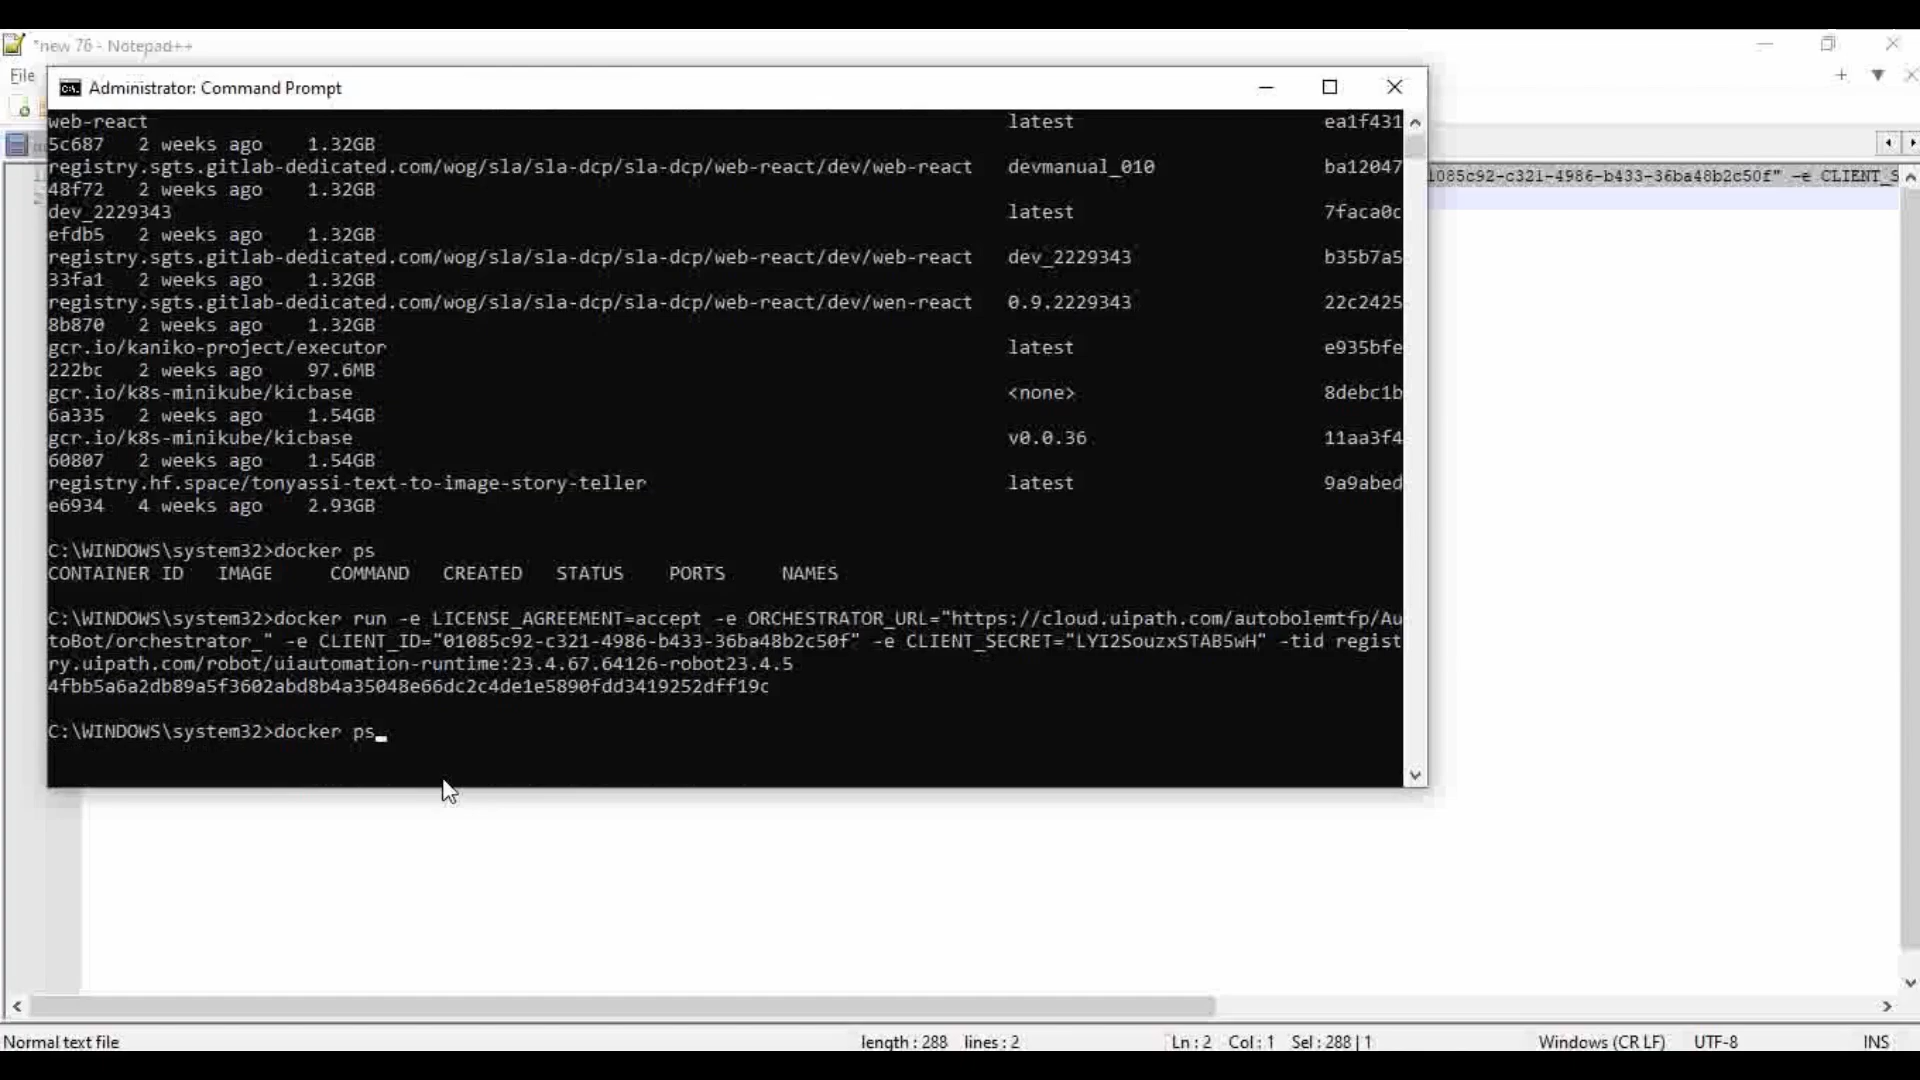 *new 76 - Notepad++
File
Administrator: Command Prompt
web-react latest ea1f431
5c687 2 weeks ago 1.32GB
registry.sgts.gitlab-dedicated.com/wog/sla/sla-dcp/sla-dcp/web-react/dev/web-react devmanual_010 ba12047
48f72 2 weeks ago 1.32GB
dev_2229343 latest 7faca0c
efdb5 2 weeks ago 1.32GB
registry.sgts.gitlab-dedicated.com/wog/sla/sla-dcp/sla-dcp/web-react/dev/web-react dev_2229343 b35b7a5
33fa1 2 weeks ago 1.32GB
registry.sgts.gitlab-dedicated.com/wog/sla/sla-dcp/sla-dcp/web-react/dev/wen-react 0.9.2229343 22c2425
8b870 2 weeks ago 1.32GB
gcr.io/kaniko-project/executor latest e935bfe
222bc 2 weeks ago 97.6MB
gcr.io/k8s-minikube/kicbase <none> 8debc1b
6a335 2 weeks ago 1.54GB
gcr.io/k8s-minikube/kicbase v0.0.36 11aa3f4
60807 2 weeks ago 1.54GB
registry.hf.space/tonyassi-text-to-image-story-teller latest 9a9abed
e6934 4 weeks ago 2.93GB
C:\WINDOWS\system32>docker ps
CONTAINER ID IMAGE COMMAND CREATED STATUS PORTS NAMES
C:\WINDOWS\system32>docker run -e LICENSE_AGREEMENT=accept -e ORCHESTRATOR_URL="https://cloud.uipath.com/autobolemtfp/Au
toBot/orchestrator_" -e CLIENT_ID="01085c92-c321-4986-b433-36ba48b2c50f" -e CLIENT_SECRET="LYI2SouzxSTAB5wH" -tid regist
ry.uipath.com/robot/uiautomation-runtime:23.4.67.64126-robot23.4.5
4fbb5a6a2db89a5f3602abd8b4a35048e66dc2c4de1e5890fdd3419252dff19c
C:\WINDOWS\system32>docker ps
1085c92-c321-4986-b433-36ba48b2c50f" -e CLIENT_S
Normal text file length : 288 lines : 2 Ln : 2 Col : 1 Sel : 288 | 1 Windows (CR LF) UTF-8 INS